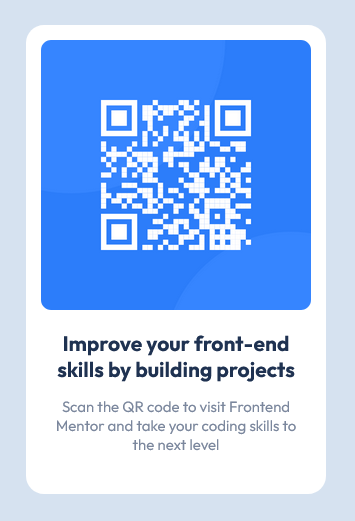 Improve your front-end
skills by building projects
Scan the QR code to visit Frontend
Mentor and take your coding skills to
the next level